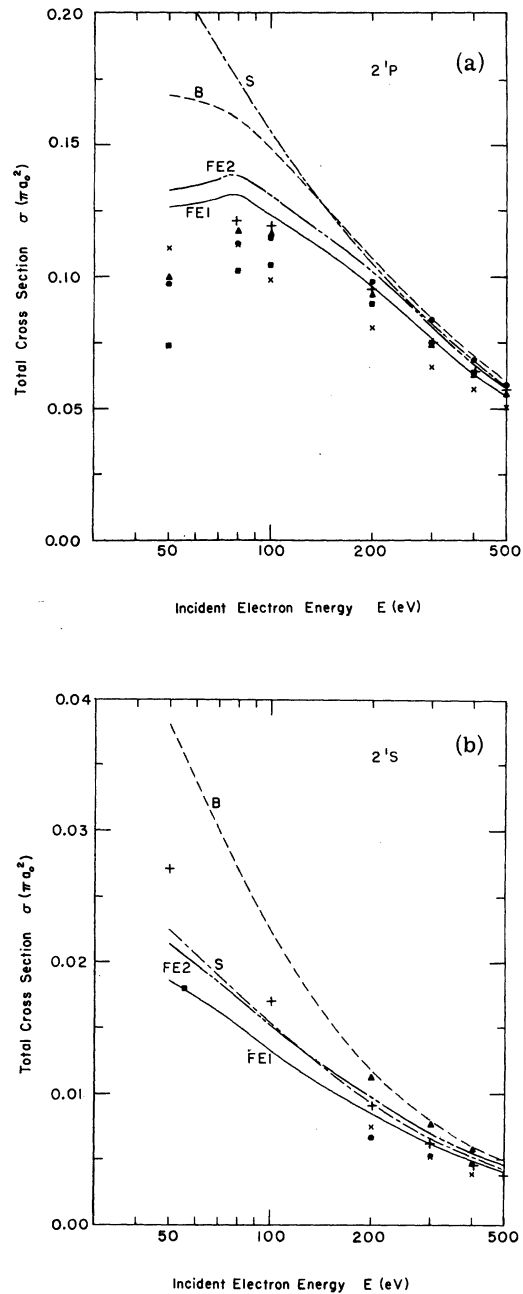 0.20
(a)
2¹P
S
B
0.15
FE2
FE1
0.10
0.05
0.00
50
100
200
500
Total Cross Section σ (πa₀²)
Incident Electron Energy E (eV)
0.04
(b)
2¹S
B
0.03
S
FE2
0.02
FE1
0.01
0.00
50
100
200
500
Total Cross Section σ (πa₀²)
Incident Electron Energy E (eV)